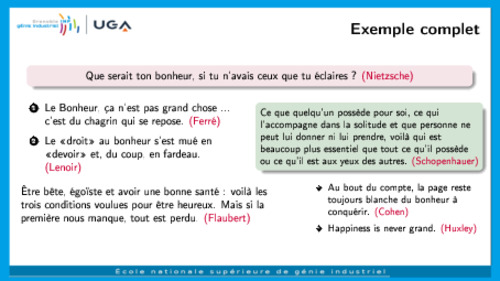 Grenoble
génie industriel
UGA
Exemple complet
Que serait ton bonheur, si tu n'avais ceux que tu éclaires ? (Nietzsche)
1 Le Bonheur, ça n'est pas grand chose ...
c'est du chagrin qui se repose. (Ferré)
2 Le «droit» au bonheur s'est mué en
«devoir» et, du coup, en fardeau.
(Lenoir)
Être bête, égoïste et avoir une bonne santé : voilà les
trois conditions voulues pour être heureux. Mais si la
première nous manque, tout est perdu. (Flaubert)
Ce que quelqu'un possède pour soi, ce qui
l'accompagne dans la solitude et que personne ne
peut lui donner ni lui prendre, voilà qui est
beaucoup plus essentiel que tout ce qu'il possède
ou ce qu'il est aux yeux des autres. (Schopenhauer)
Au bout du compte, la page reste
toujours blanche du bonheur à
conquérir. (Cohen)
Happiness is never grand. (Huxley)
École nationale supérieure de génie industriel